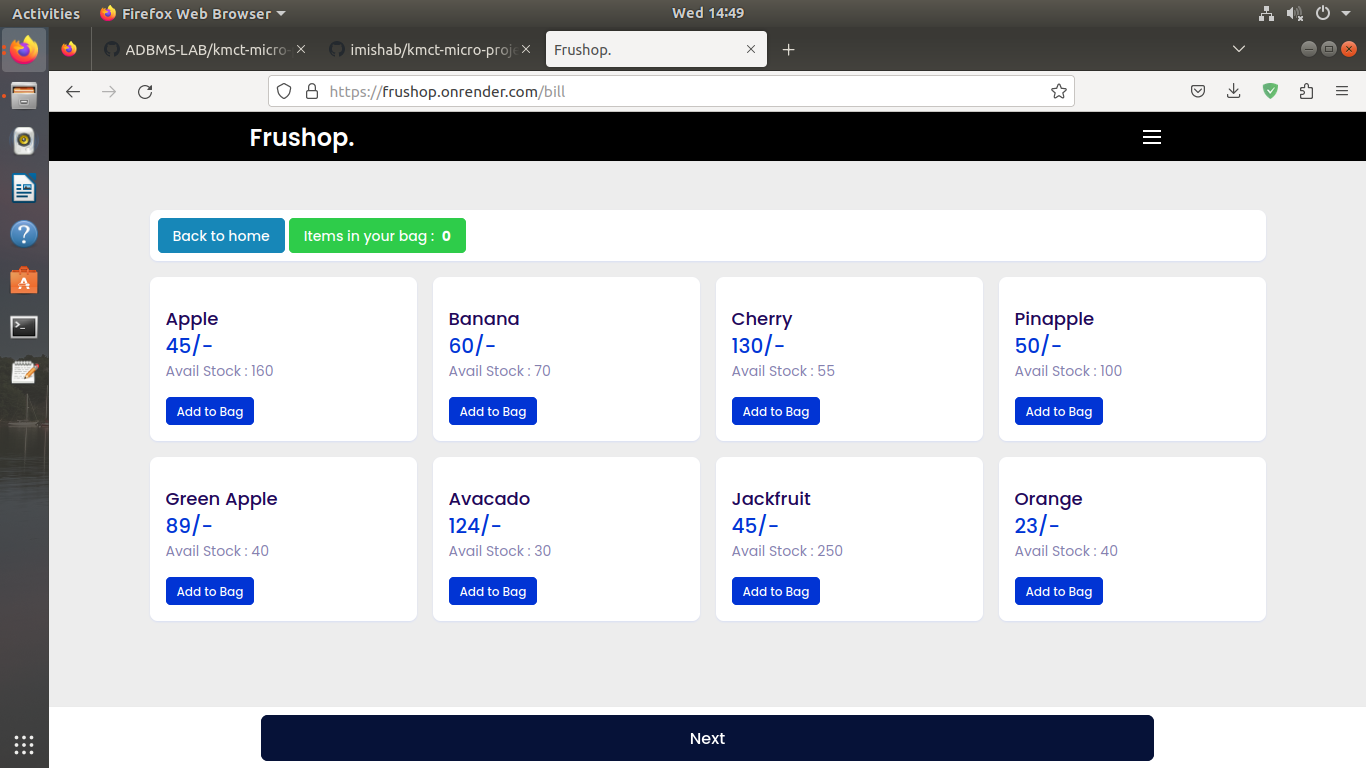 Activities Firefox Web Browser Wed 14:49
ADBMS-LAB/kmct-micro- imishab/kmct-micro-proje Frushop.
https://frushop.onrender.com/bill
Frushop.
Back to home Items in your bag : 0
Apple Banana Cherry Pinapple
45/- 60/- 130/- 50/-
Avail Stock : 160 Avail Stock : 70 Avail Stock : 55 Avail Stock : 100
Add to Bag Add to Bag Add to Bag Add to Bag
Green Apple Avacado Jackfruit Orange
89/- 124/- 45/- 23/-
Avail Stock : 40 Avail Stock : 30 Avail Stock : 250 Avail Stock : 40
Add to Bag Add to Bag Add to Bag Add to Bag
Next